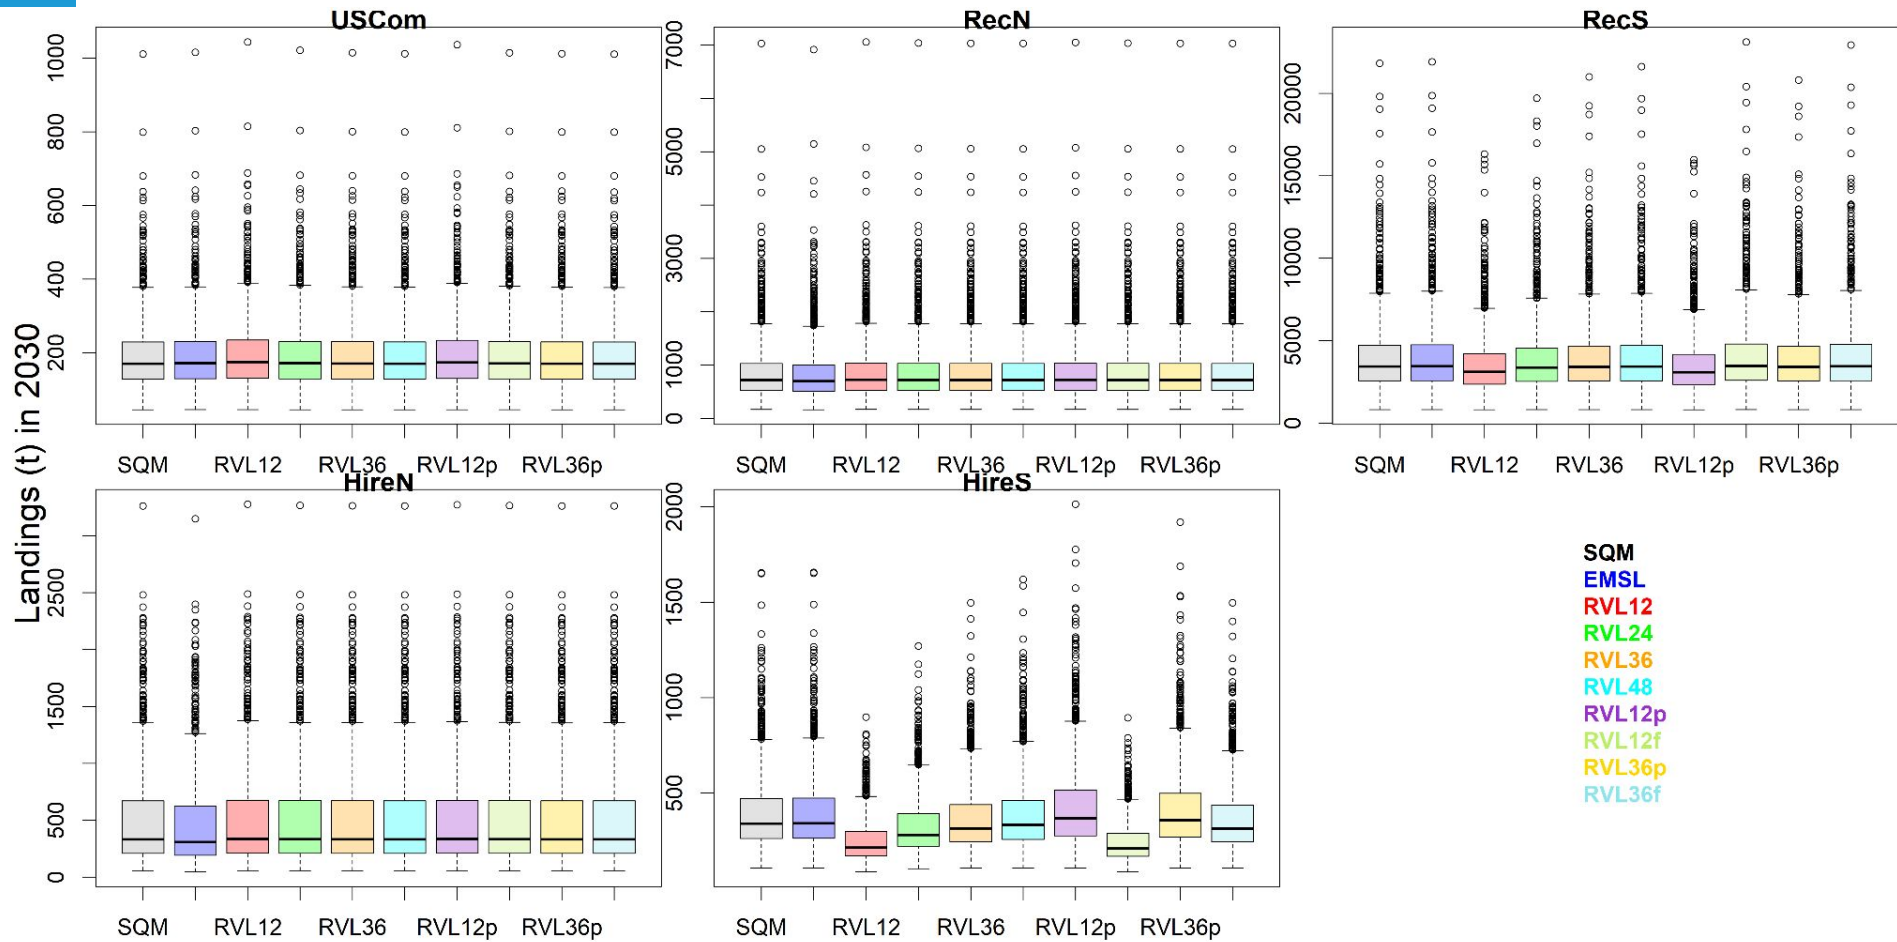 USCom
RecN
RecS
Landings (t) in 2030
1000
800
600
400
200
7000
5000
3000
1000
0
20000
15000
10000
5000
0
SQM RVL12 RVL36 RVL12p RVL36p
SQM RVL12 RVL36 RVL12p RVL36p
SQM RVL12 RVL36 RVL12p RVL36p
HireN
HireS
2500
1500
500
0
2000
1500
1000
500
SQM RVL12 RVL36 RVL12p RVL36p
SQM RVL12 RVL36 RVL12p RVL36p
SQM
EMSL
RVL12
RVL24
RVL36
RVL48
RVL12p
RVL12f
RVL36p
RVL36f